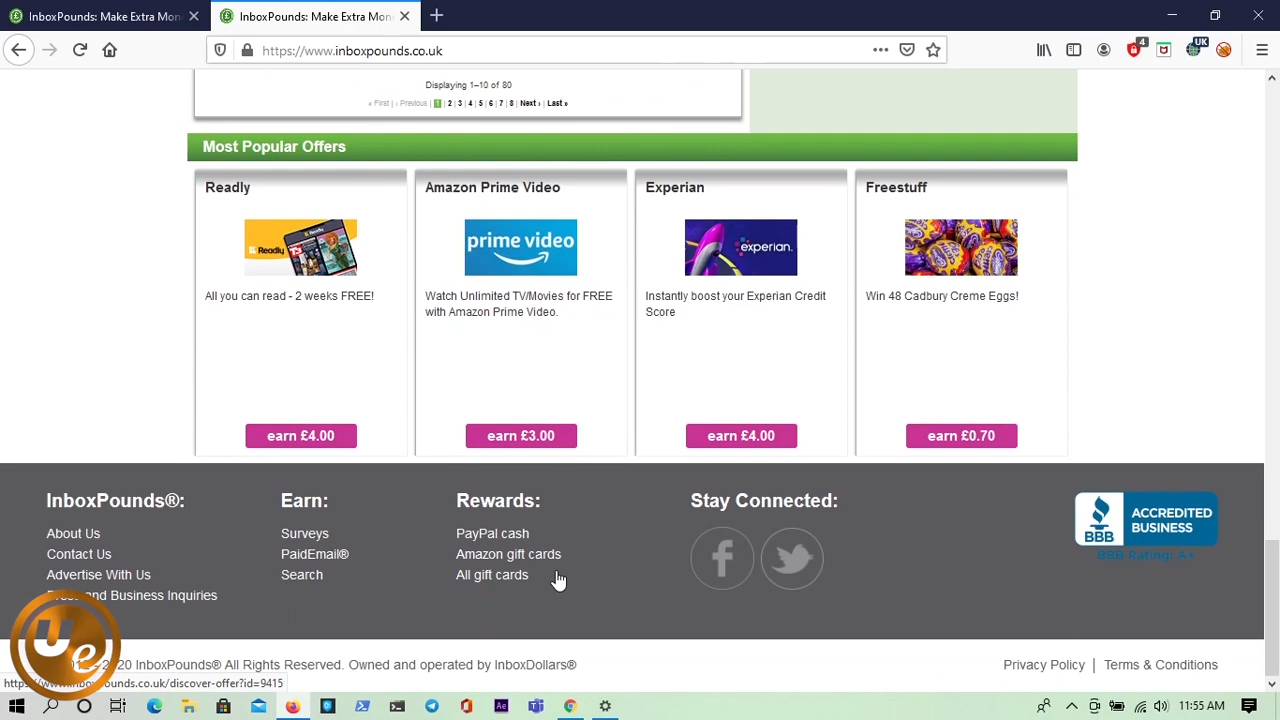 InboxPounds: Make Extra Mon
InboxPounds: Make Extra Mon
https://www.inboxpounds.co.uk
4
UK
Displaying 1–10 of 80
« First | ‹ Previous | 1 | 2 | 3 | 4 | 5 | 6 | 7 | 8 | Next › | Last »
Most Popular Offers
Readly
Amazon Prime Video
Experian
Freestuff
Readly
prime video
experian.
All you can read - 2 weeks FREE!
Watch Unlimited TV/Movies for FREE
with Amazon Prime Video.
Instantly boost your Experian Credit
Score
Win 48 Cadbury Creme Eggs!
earn £4.00
earn £3.00
earn £4.00
earn £0.70
InboxPounds®:
About Us
Contact Us
Advertise With Us
and Business Inquiries
Earn:
Surveys
PaidEmail®
Search
Rewards:
PayPal cash
Amazon gift cards
All gift cards
Stay Connected:
BBB
ACCREDITED
BUSINESS
BBB Rating: A+
Ue
2020 InboxPounds® All Rights Reserved. Owned and operated by InboxDollars®
Privacy Policy | Terms & Conditions
inboxpounds.co.uk/discover-offer?id=9415
Ae
11:55 AM